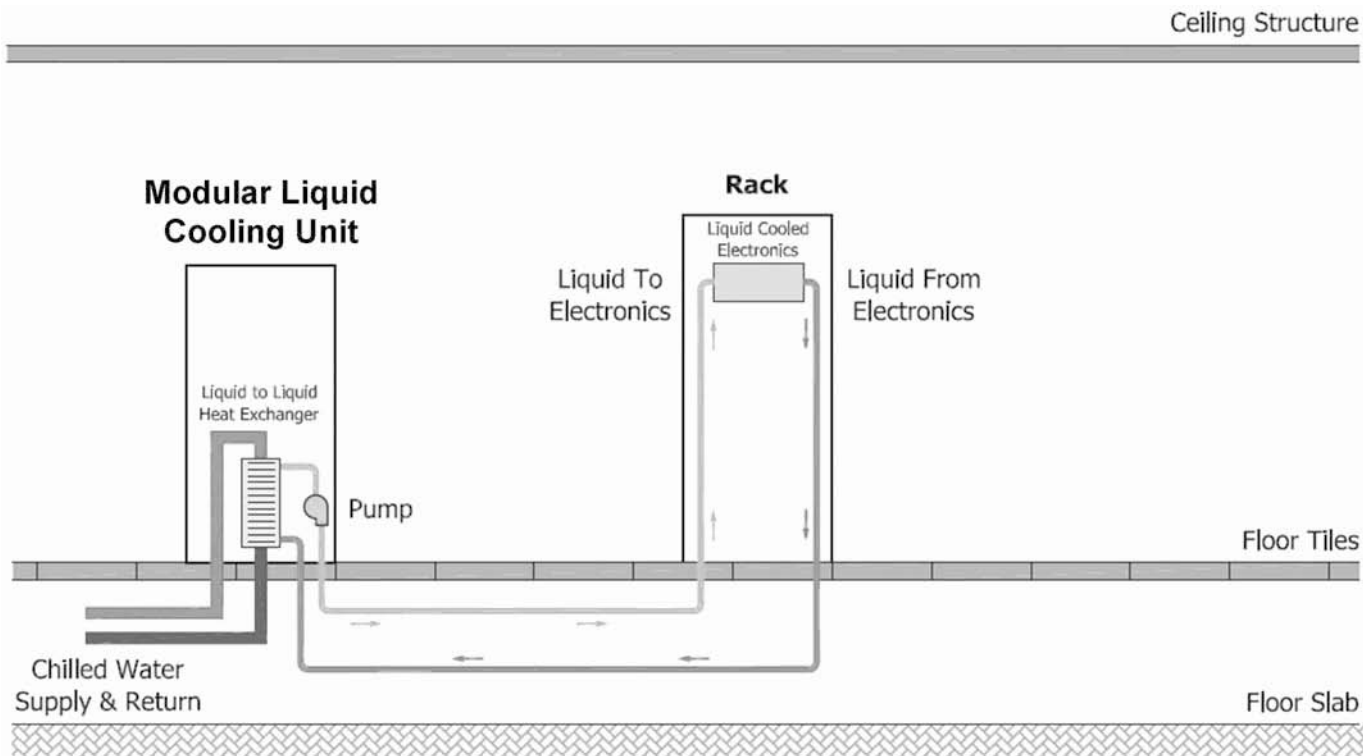 Ceiling Structure
Modular Liquid
Cooling Unit
Rack
Liquid Cooled
Electronics
Liquid To
Electronics
Liquid From
Electronics
Liquid to Liquid
Heat Exchanger
Pump
Floor Tiles
Chilled Water
Supply & Return
Floor Slab